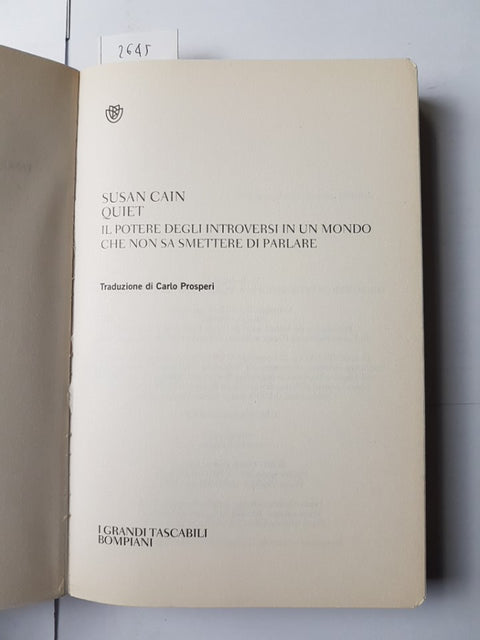 2645
SUSAN CAIN
QUIET
IL POTERE DEGLI INTROVERSI IN UN MONDO
CHE NON SA SMETTERE DI PARLARE
Traduzione di Carlo Prosperi
I GRANDI TASCABILI
BOMPIANI